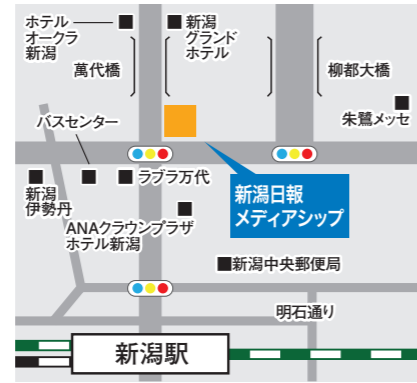 ホテル
オークラ
新潟
新潟
グランド
ホテル
萬代橋
柳都大橋
朱鷺メッセ
バスセンター
ラブラ万代
新潟
伊勢丹
新潟日報
メディアシップ
ANAクラウンプラザ
ホテル新潟
新潟中央郵便局
明石通り
新潟駅